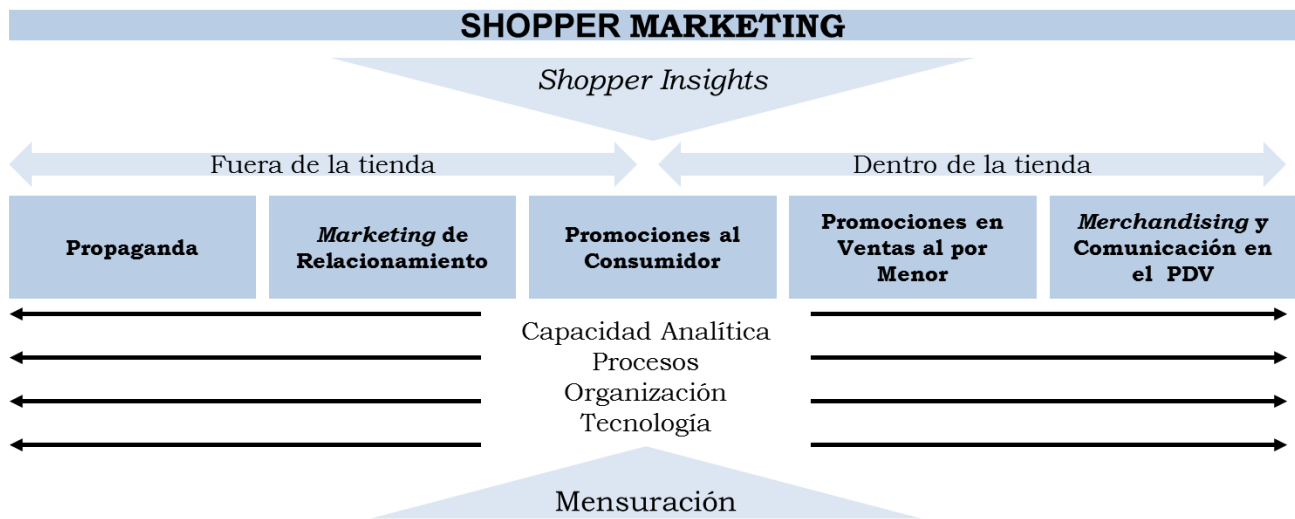 SHOPPER MARKETING
Shopper Insights
Fuera de la tienda
Dentro de la tienda
Propaganda
Marketing de
Relacionamiento
Promociones al
Consumidor
Promociones en
Ventas al por
Menor
Merchandising y
Comunicación en
el PDV
Capacidad Analítica
Procesos
Organización
Tecnología
Mensuración